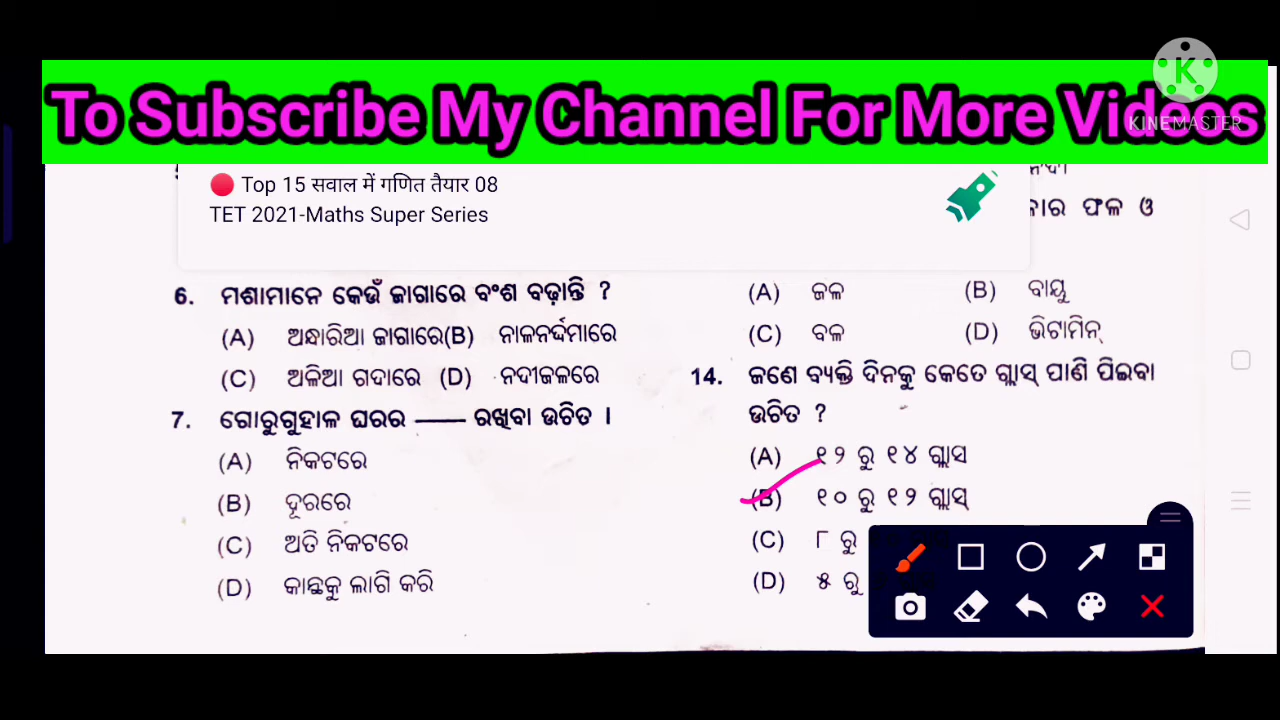 To Subscribe My Channel For More Videos
KINEMASTER
🔴 Top 15 सवाल में गणित तैयार 08
TET 2021-Maths Super Series
6. ମଶାମାନେ କେଉଁ ଜାଗାରେ ବଂଶ ବଢ଼ାନ୍ତି ?
(A) ଅନ୍ଧାରିଆ ଜାଗାରେ(B) ନାଳନର୍ଦ୍ଦମାରେ
(C) ଅଳିଆ ଗଦାରେ (D) ନଦୀଜଳରେ
7. ଗୋରୁଗୁହାଳ ଘରର —— ରଖିବା ଉଚିତ ।
(A) ନିକଟରେ
(B) ଦୂରରେ
(C) ଅତି ନିକଟରେ
(D) କାନ୍ଥକୁ ଲାଗି କରି
ଫଳ ଓ
(A) ଜଳ (B) ବାୟୁ
(C) ବଳ (D) ଭିଟାମିନ୍
14. ଜଣେ ବ୍ୟକ୍ତି ଦିନକୁ କେତେ ଗ୍ଲାସ୍ ପାଣି ପିଇବା
ଉଚିତ ?
(A) ୧୨ ରୁ ୧୪ ଗ୍ଲାସ
(B) ୧୦ ରୁ ୧୨ ଗ୍ଲାସ୍
(C) ୮ ରୁ
(D) ୫ ରୁ